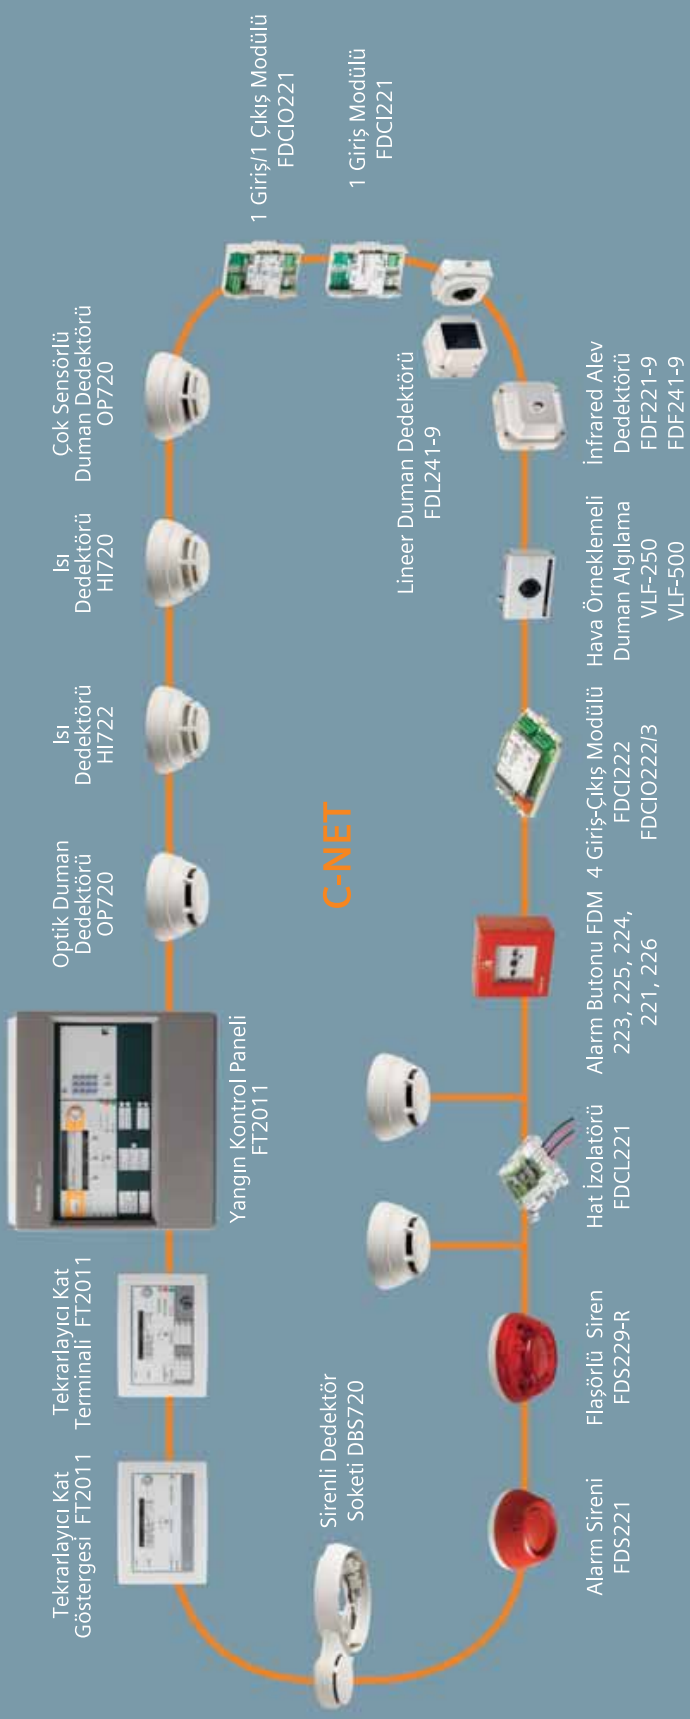 Tekrarlayıcı Kat
Göstergesi FT2011
Tekrarlayıcı Kat
Terminali FT2011
Yangın Kontrol Paneli
FT2011
Optik Duman
Dedektörü
OP720
Isı
Dedektörü
HI722
Isı
Dedektörü
HI720
Çok Sensörlü
Duman Dedektörü
OP720
1 Giriş/1 Çıkış Modülü
FDCIO221
1 Giriş Modülü
FDCI221
Lineer Duman Dedektörü
FDL241-9
C-NET
Sirenli Dedektör
Soketi DBS720
Alarm Sireni
FDS221
Flaşörlü Siren
FDS229-R
Hat İzolatörü
FDCL221
Alarm Butonu FDM
223, 225, 224,
221, 226
4 Giriş-Çıkış Modülü
FDCI222
FDCIO222/3
Hava Örneklemeli
Duman Algılama
VLF-250
VLF-500
İnfrared Alev
Dedektörü
FDF221-9
FDF241-9